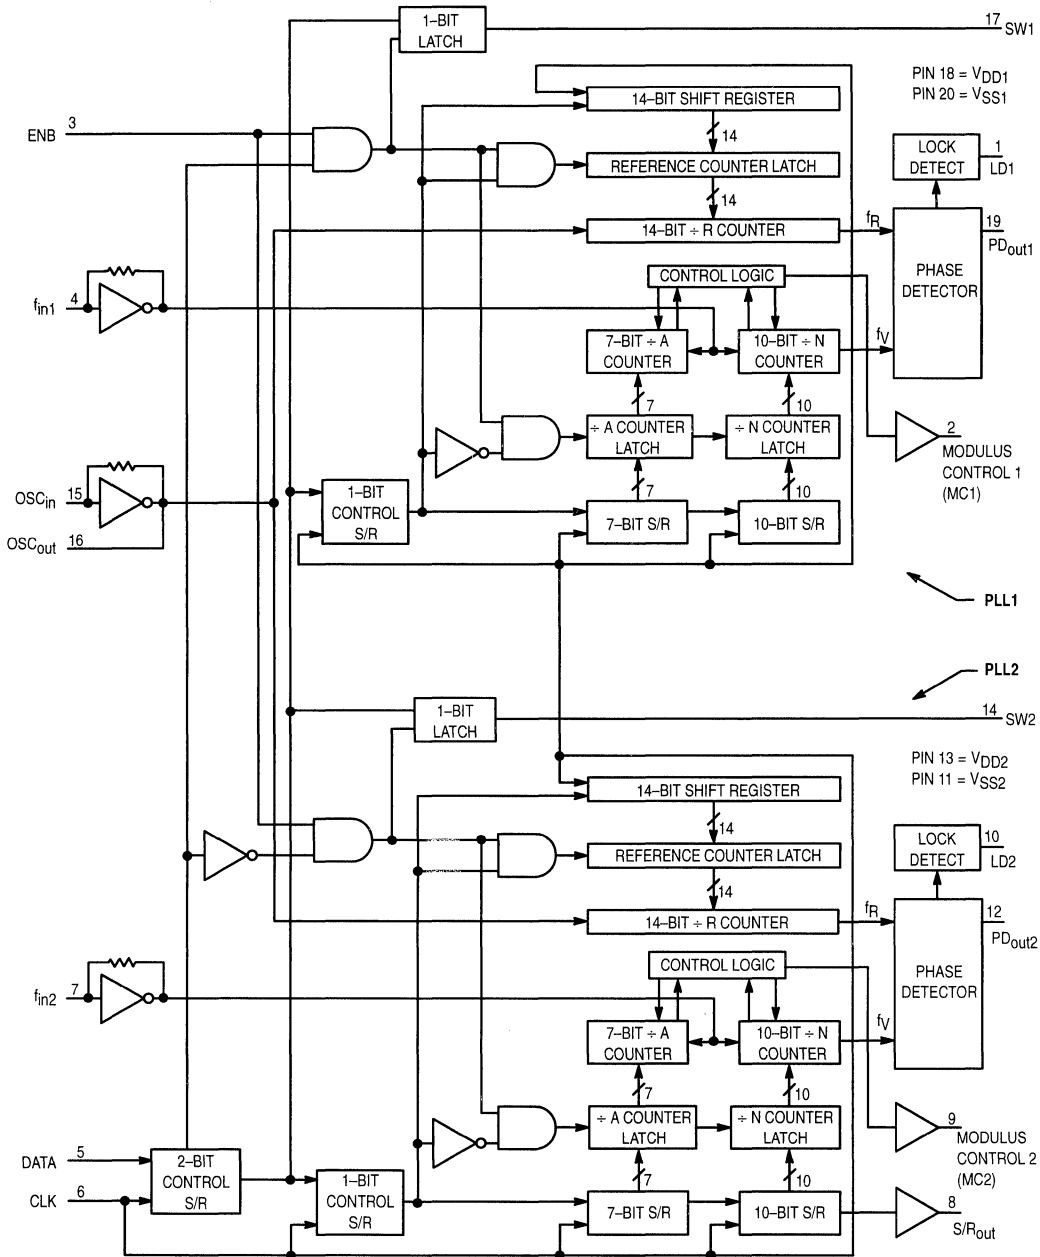 1–BIT
LATCH
17
SW1
PIN 18 = VDD1
PIN 20 = VSS1
14–BIT SHIFT REGISTER
14
ENB
3
REFERENCE COUNTER LATCH
14
LOCK
DETECT
1
LD1
14–BIT ÷ R COUNTER
fR
19
PDout1
CONTROL LOGIC
PHASE
DETECTOR
fin1
4
7–BIT ÷ A
COUNTER
10–BIT ÷ N
COUNTER
fV
7
10
÷ A COUNTER
LATCH
÷ N COUNTER
LATCH
2
MODULUS
CONTROL 1
(MC1)
7
10
OSCin
15
OSCout
16
1–BIT
CONTROL
S/R
7–BIT S/R
10–BIT S/R
PLL1
PLL2
1–BIT
LATCH
14
SW2
PIN 13 = VDD2
PIN 11 = VSS2
14–BIT SHIFT REGISTER
14
REFERENCE COUNTER LATCH
14
LOCK
DETECT
10
LD2
14–BIT ÷ R COUNTER
fR
12
PDout2
CONTROL LOGIC
PHASE
DETECTOR
fin2
7
7–BIT ÷ A
COUNTER
10–BIT ÷ N
COUNTER
fV
7
10
÷ A COUNTER
LATCH
÷ N COUNTER
LATCH
9
MODULUS
CONTROL 2
(MC2)
7
10
DATA
5
CLK
6
2–BIT
CONTROL
S/R
1–BIT
CONTROL
S/R
7–BIT S/R
10–BIT S/R
8
S/Rout